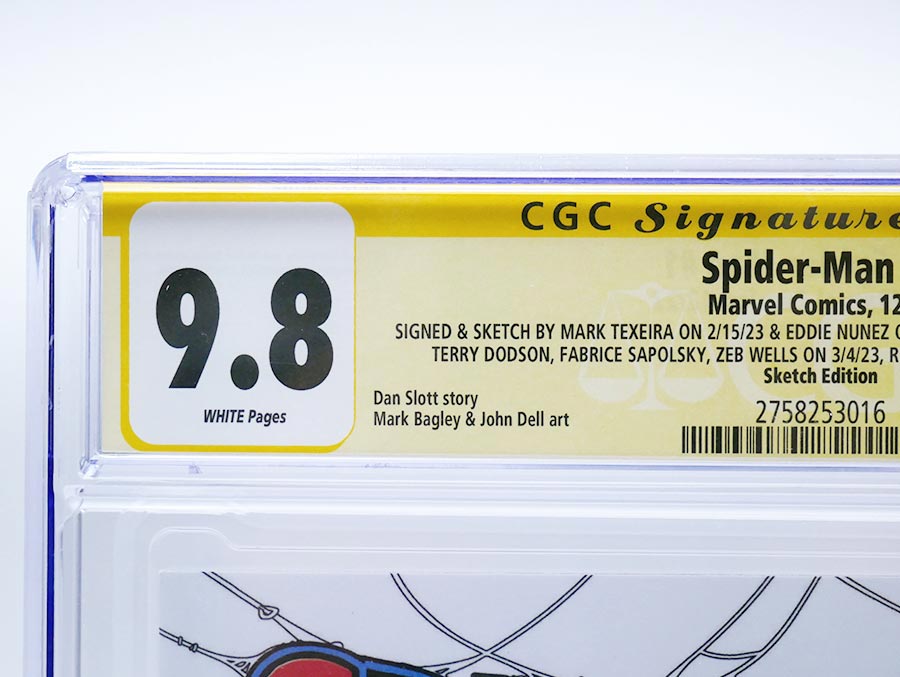 CGC Signature
9.8
WHITE Pages
Spider-Man
Marvel Comics, 12
SIGNED & SKETCH BY MARK TEXEIRA ON 2/15/23 & EDDIE NUNEZ
TERRY DODSON, FABRICE SAPOLSKY, ZEB WELLS ON 3/4/23, R
Sketch Edition
Dan Slott story
Mark Bagley & John Dell art
2758253016